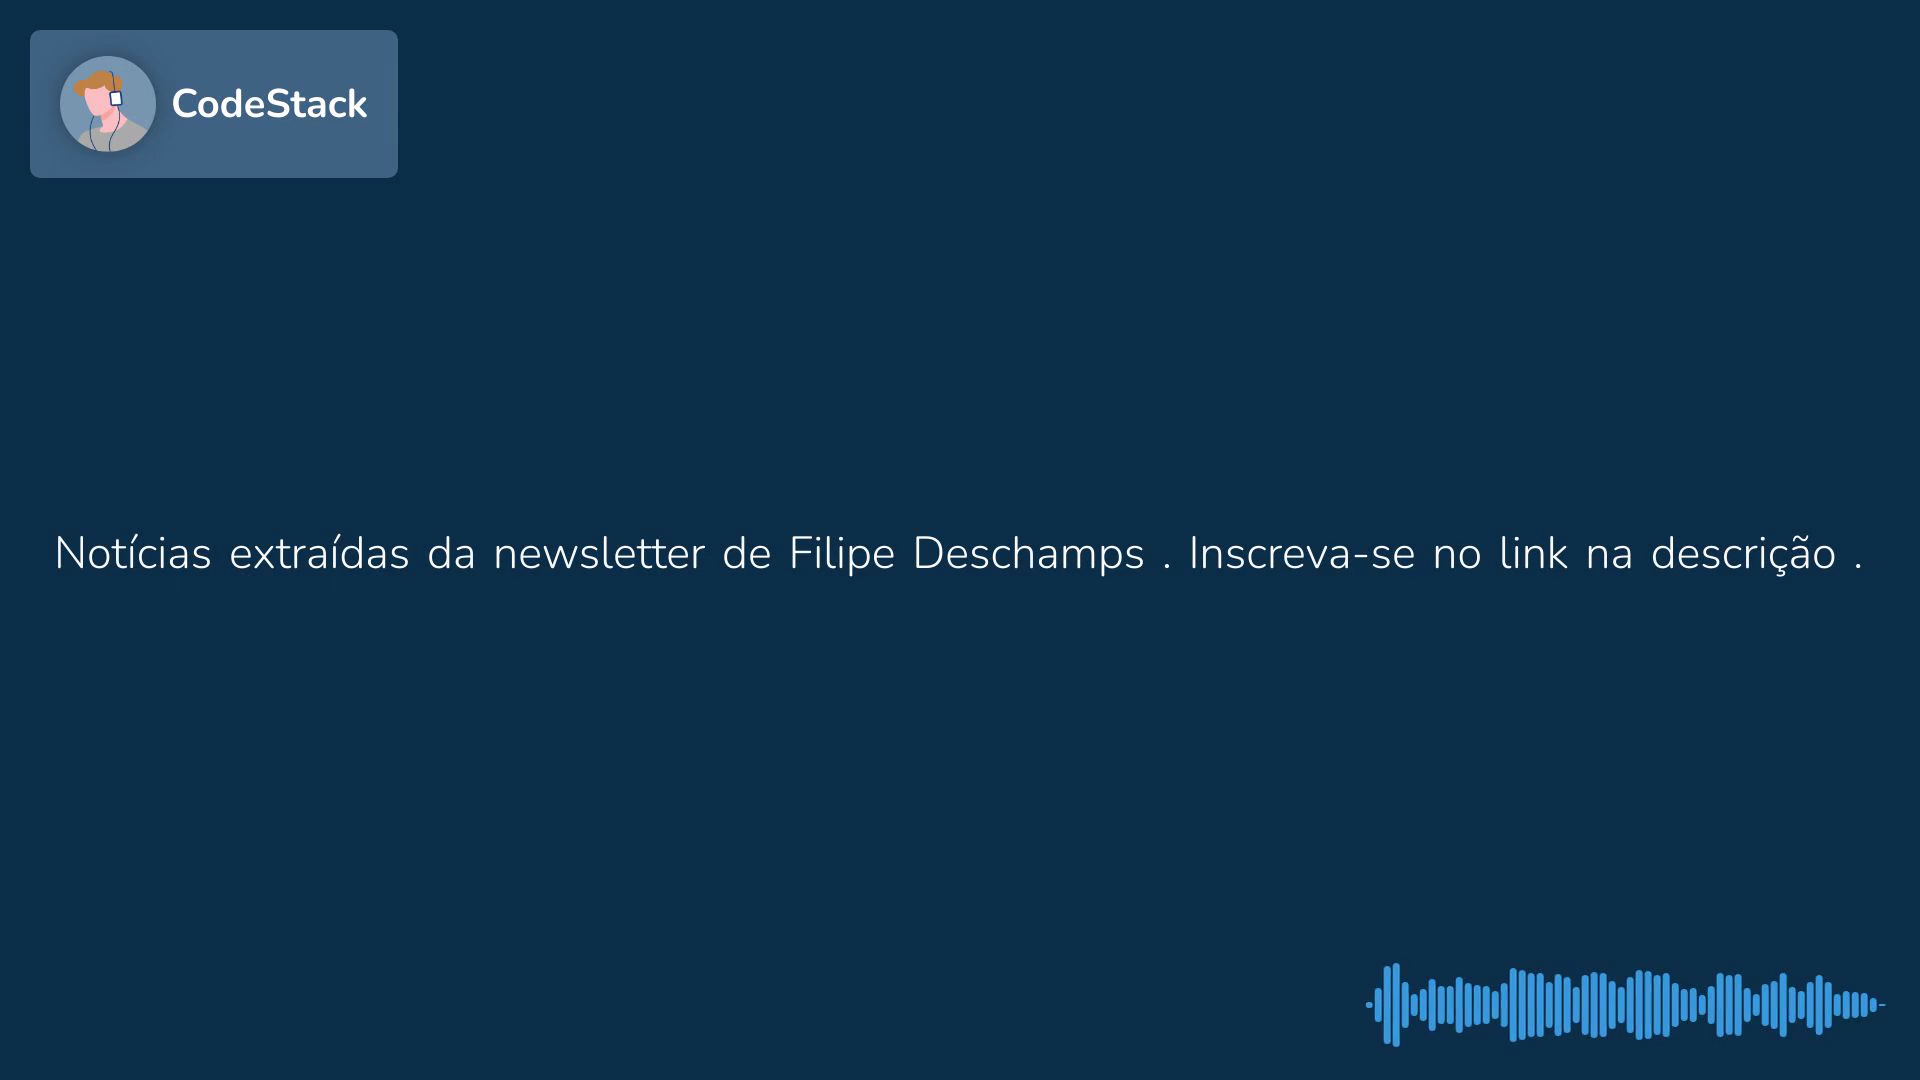 CodeStack
Notícias extraídas da newsletter de Filipe Deschamps . Inscreva-se no link na descrição .